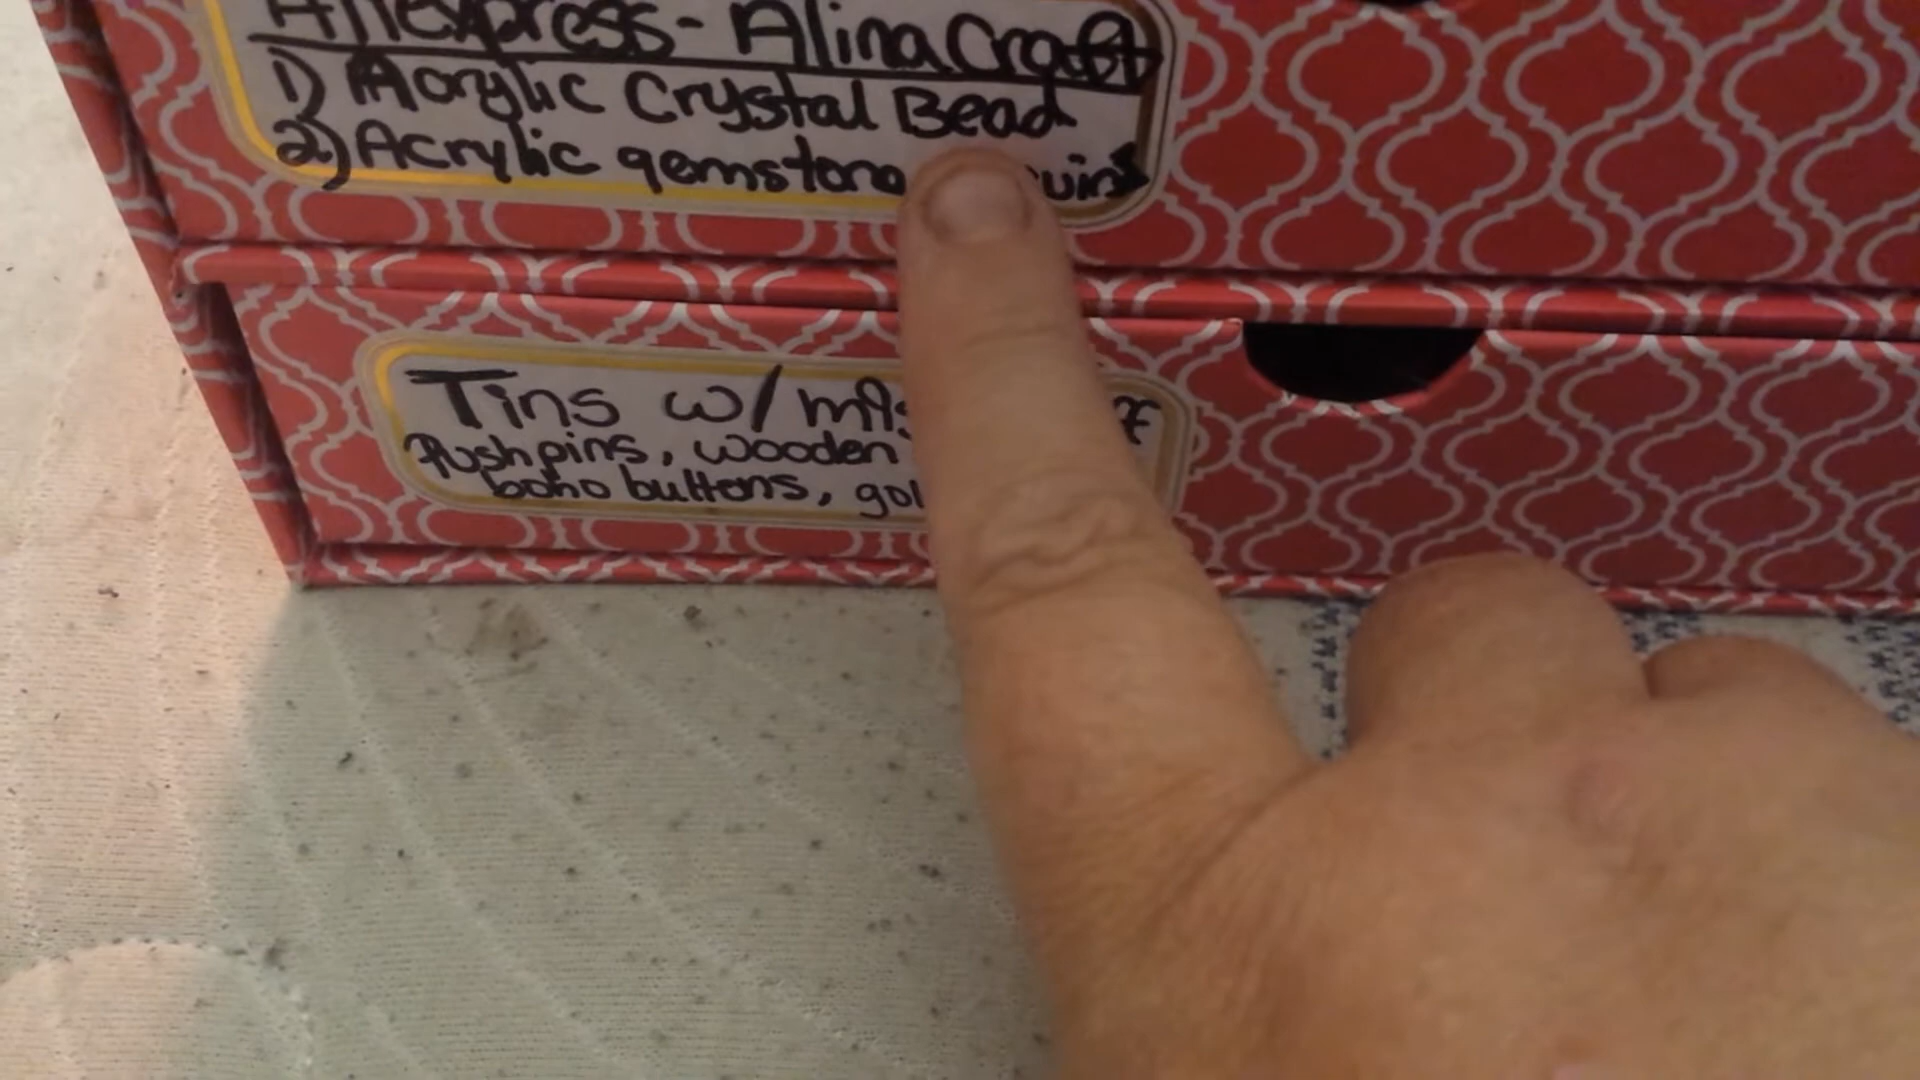 Aliexpress - Alina Craft
1) Acrylic Crystal Bead
2) Acrylic gemstone
Tins w/
Pushpins, wooden
boho buttons,